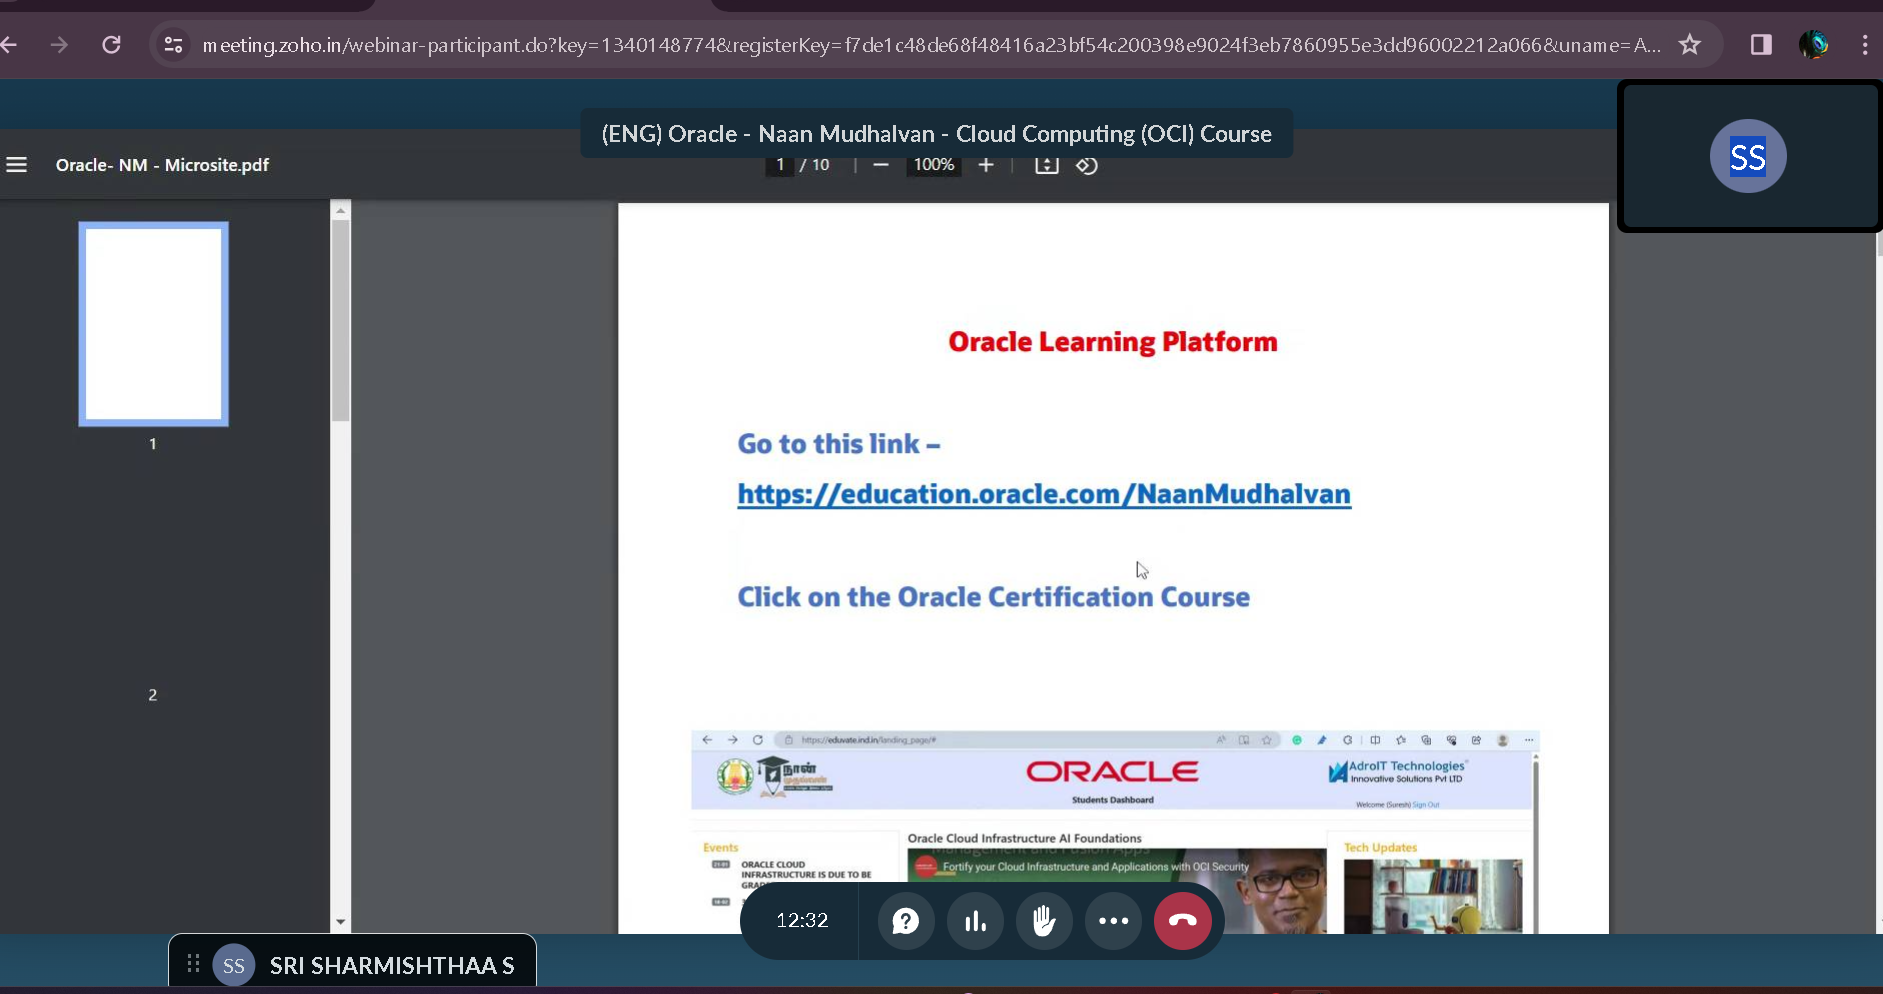 meeting.zoho.in/webinar-participant.do?key=1340148774&registerKey=f7de1c48de68f48416a23bf54c200398e9024f3eb7860955e3dd96002212a066&uname=A...
(ENG) Oracle - Naan Mudhalvan - Cloud Computing (OCI) Course
SS
Oracle- NM - Microsite.pdf
1 / 10
100%
1
2
Oracle Learning Platform
Go to this link –
https://education.oracle.com/NaanMudhalvan
Click on the Oracle Certification Course
https://eduvate.ind.in/landing_page/#
நான்
ORACLE
AdroIT Technologies
Innovative Solutions Pvt LTD
Students Dashboard
Welcome (Suresh) Sign Out
Events
Oracle Cloud Infrastructure AI Foundations
Tech Updates
ORACLE CLOUD
INFRASTRUCTURE IS DUE TO BE
Management and Fusion Apps
Fortify your Cloud Infrastructure and Applications with OCI Security
12:32
SS
SRI SHARMISHTHAA S